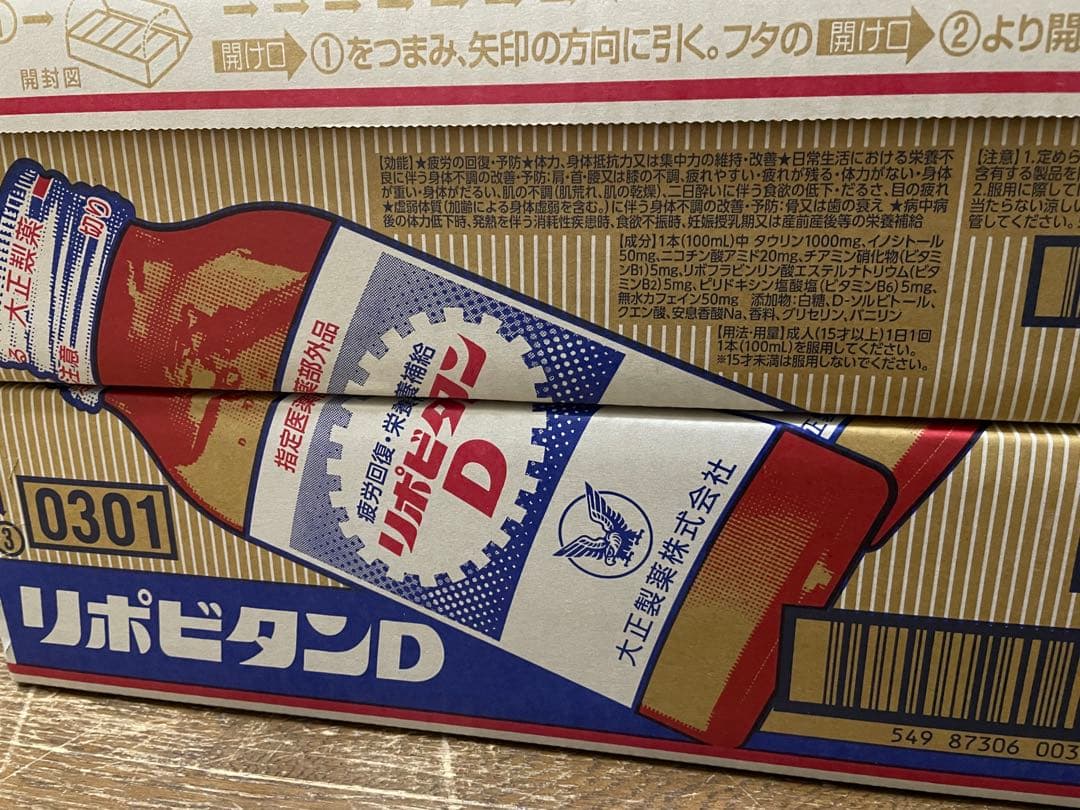 開封図
開け口 ①をつまみ、矢印の方向に引く。フタの 開け口 ②より開
【効能】★疲労の回復・予防★体力、身体抵抗力又は集中力の維持・改善★日常生活における栄養不
良に伴う身体不調の改善・予防：肩・首・腰又は膝の不調、疲れやすい・疲れが残る・体力がない・身体
が重い・身体がだるい、肌の不調（肌荒れ、肌の乾燥）、二日酔いに伴う食欲の低下・だるさ、目の疲れ
★虚弱体質（加齢による身体虚弱を含む。）に伴う身体不調の改善・予防：骨又は歯の衰え ★病中病
後の体力低下時、発熱を伴う消耗性疾患時、食欲不振時、妊娠授乳期又は産前産後等の栄養補給
【成分】1本（100mL）中 タウリン1000mg、イノシトール
50mg、ニコチン酸アミド20mg、チアミン硝化物（ビタミ
ンB1）5mg、リボフラビンリン酸エステルナトリウム（ビタ
ミンB2）5mg、ピリドキシン塩酸塩（ビタミンB6）5mg、
無水カフェイン50mg 添加物：白糖、D-ソルビトール、
クエン酸、安息香酸Na、香料、グリセリン、バニリン
【用法・用量】成人（15才以上）1日1回
1本（100mL）を服用してください。
※15才未満は服用しないでください。
【注意】1.定めら
含有する製品を
2.服用に際して
当たらない涼し
管してください。
大正製薬
切り
注意
指定医薬部外品
疲労回復・栄養補給
リポビタン
D
大正製薬株式会社
③ 0301
リポビタンD
549 87306 003